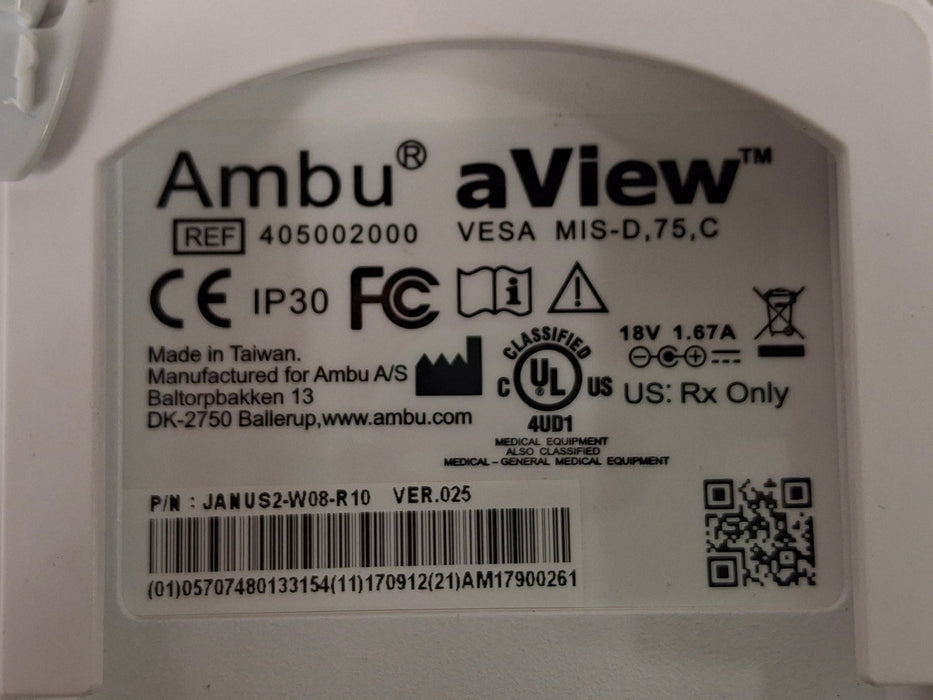 Ambu® aView™
REF 405002000 VESA MIS-D,75,C
CE IP30 FC i
Made in Taiwan.
Manufactured for Ambu A/S
Baltorpbakken 13
DK-2750 Ballerup,www.ambu.com
CLASSIFIED
C UL® US
4UD1
MEDICAL EQUIPMENT
ALSO CLASSIFIED
MEDICAL – GENERAL MEDICAL EQUIPMENT
18V 1.67A
US: Rx Only
P/N : JANUS2-W08-R10 VER.025
(01)05707480133154(11)170912(21)AM17900261